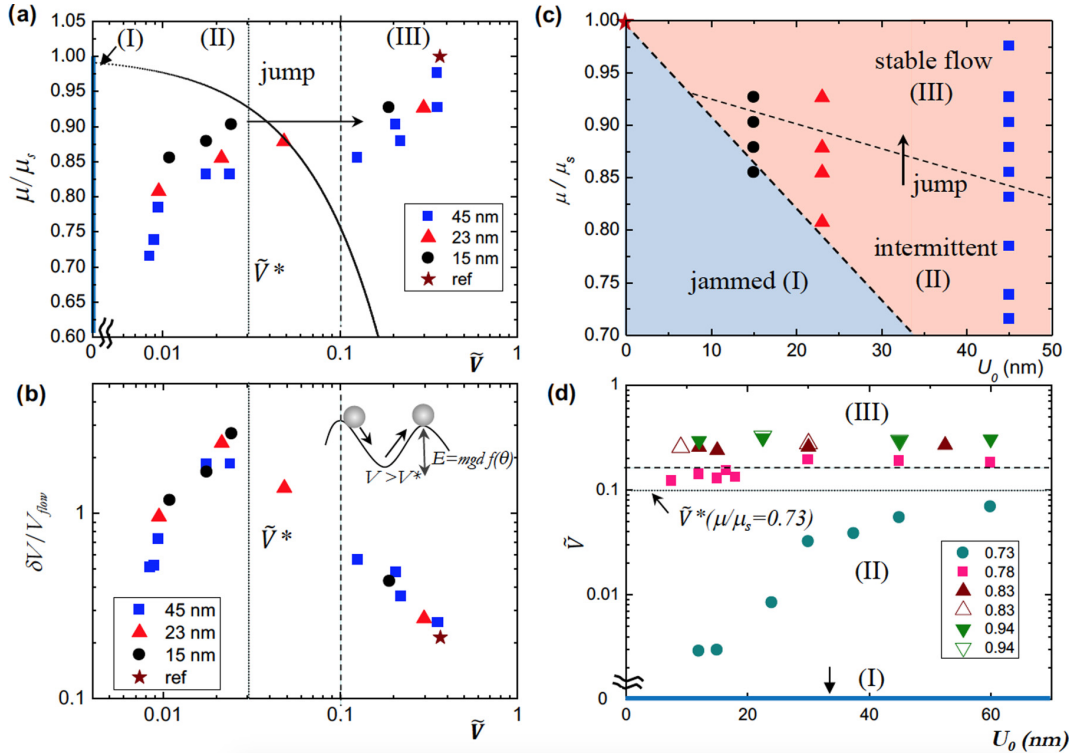 (a)
(I)
(II)
(III)
jump
1.00
0.95
0.90
0.85
0.80
0.75
0.70
0.65
0.60
μ/μs
Ṽ*
45 nm
23 nm
15 nm
ref
0
0.01
0.1
1
Ṽ
(b)
E=mgd f(θ)
V>V*
1
0.1
δV/Vflow
Ṽ*
45 nm
23 nm
15 nm
ref
0
0.01
0.1
1
Ṽ
(c)
1.00
0.95
0.90
0.85
0.80
0.75
0.70
μ/μs
stable flow
(III)
jump
intermittent
(II)
jammed (I)
0
10
20
30
40
50
U0 (nm)
(d)
1
0.1
0.01
0
Ṽ
(III)
Ṽ*(μ/μs=0.73)
(II)
0.73
0.78
0.83
0.83
0.94
0.94
(I)
0
20
40
60
U0 (nm)